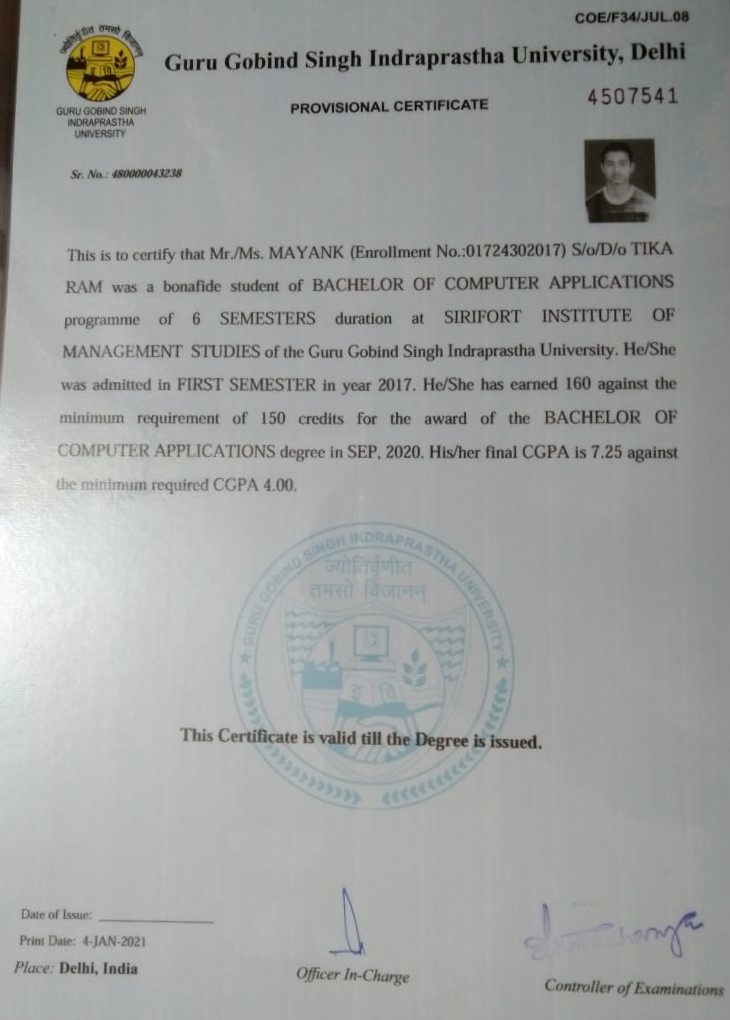 COE/F34/JUL.08
ज्योतिर्वृणीत तमसो विजानन्
Guru Gobind Singh Indraprastha University, Delhi
GURU GOBIND SINGH
INDRAPRASTHA
UNIVERSITY
PROVISIONAL CERTIFICATE
4507541
Sr. No.: 480000043238
This is to certify that Mr./Ms. MAYANK (Enrollment No.:01724302017) S/o/D/o TIKA
RAM was a bonafide student of BACHELOR OF COMPUTER APPLICATIONS
programme of 6 SEMESTERS duration at SIRIFORT INSTITUTE OF
MANAGEMENT STUDIES of the Guru Gobind Singh Indraprastha University. He/She
was admitted in FIRST SEMESTER in year 2017. He/She has earned 160 against the
minimum requirement of 150 credits for the award of the BACHELOR OF
COMPUTER APPLICATIONS degree in SEP, 2020. His/her final CGPA is 7.25 against
the minimum required CGPA 4.00.
GURU GOBIND SINGH INDRAPRASTHA UNIVERSITY
ज्योतिर्वृणीत
तमसो विजानन्
इं वि
This Certificate is valid till the Degree is issued.
Date of Issue:
Print Date: 4-JAN-2021
Place: Delhi, India
Officer In-Charge
Controller of Examinations